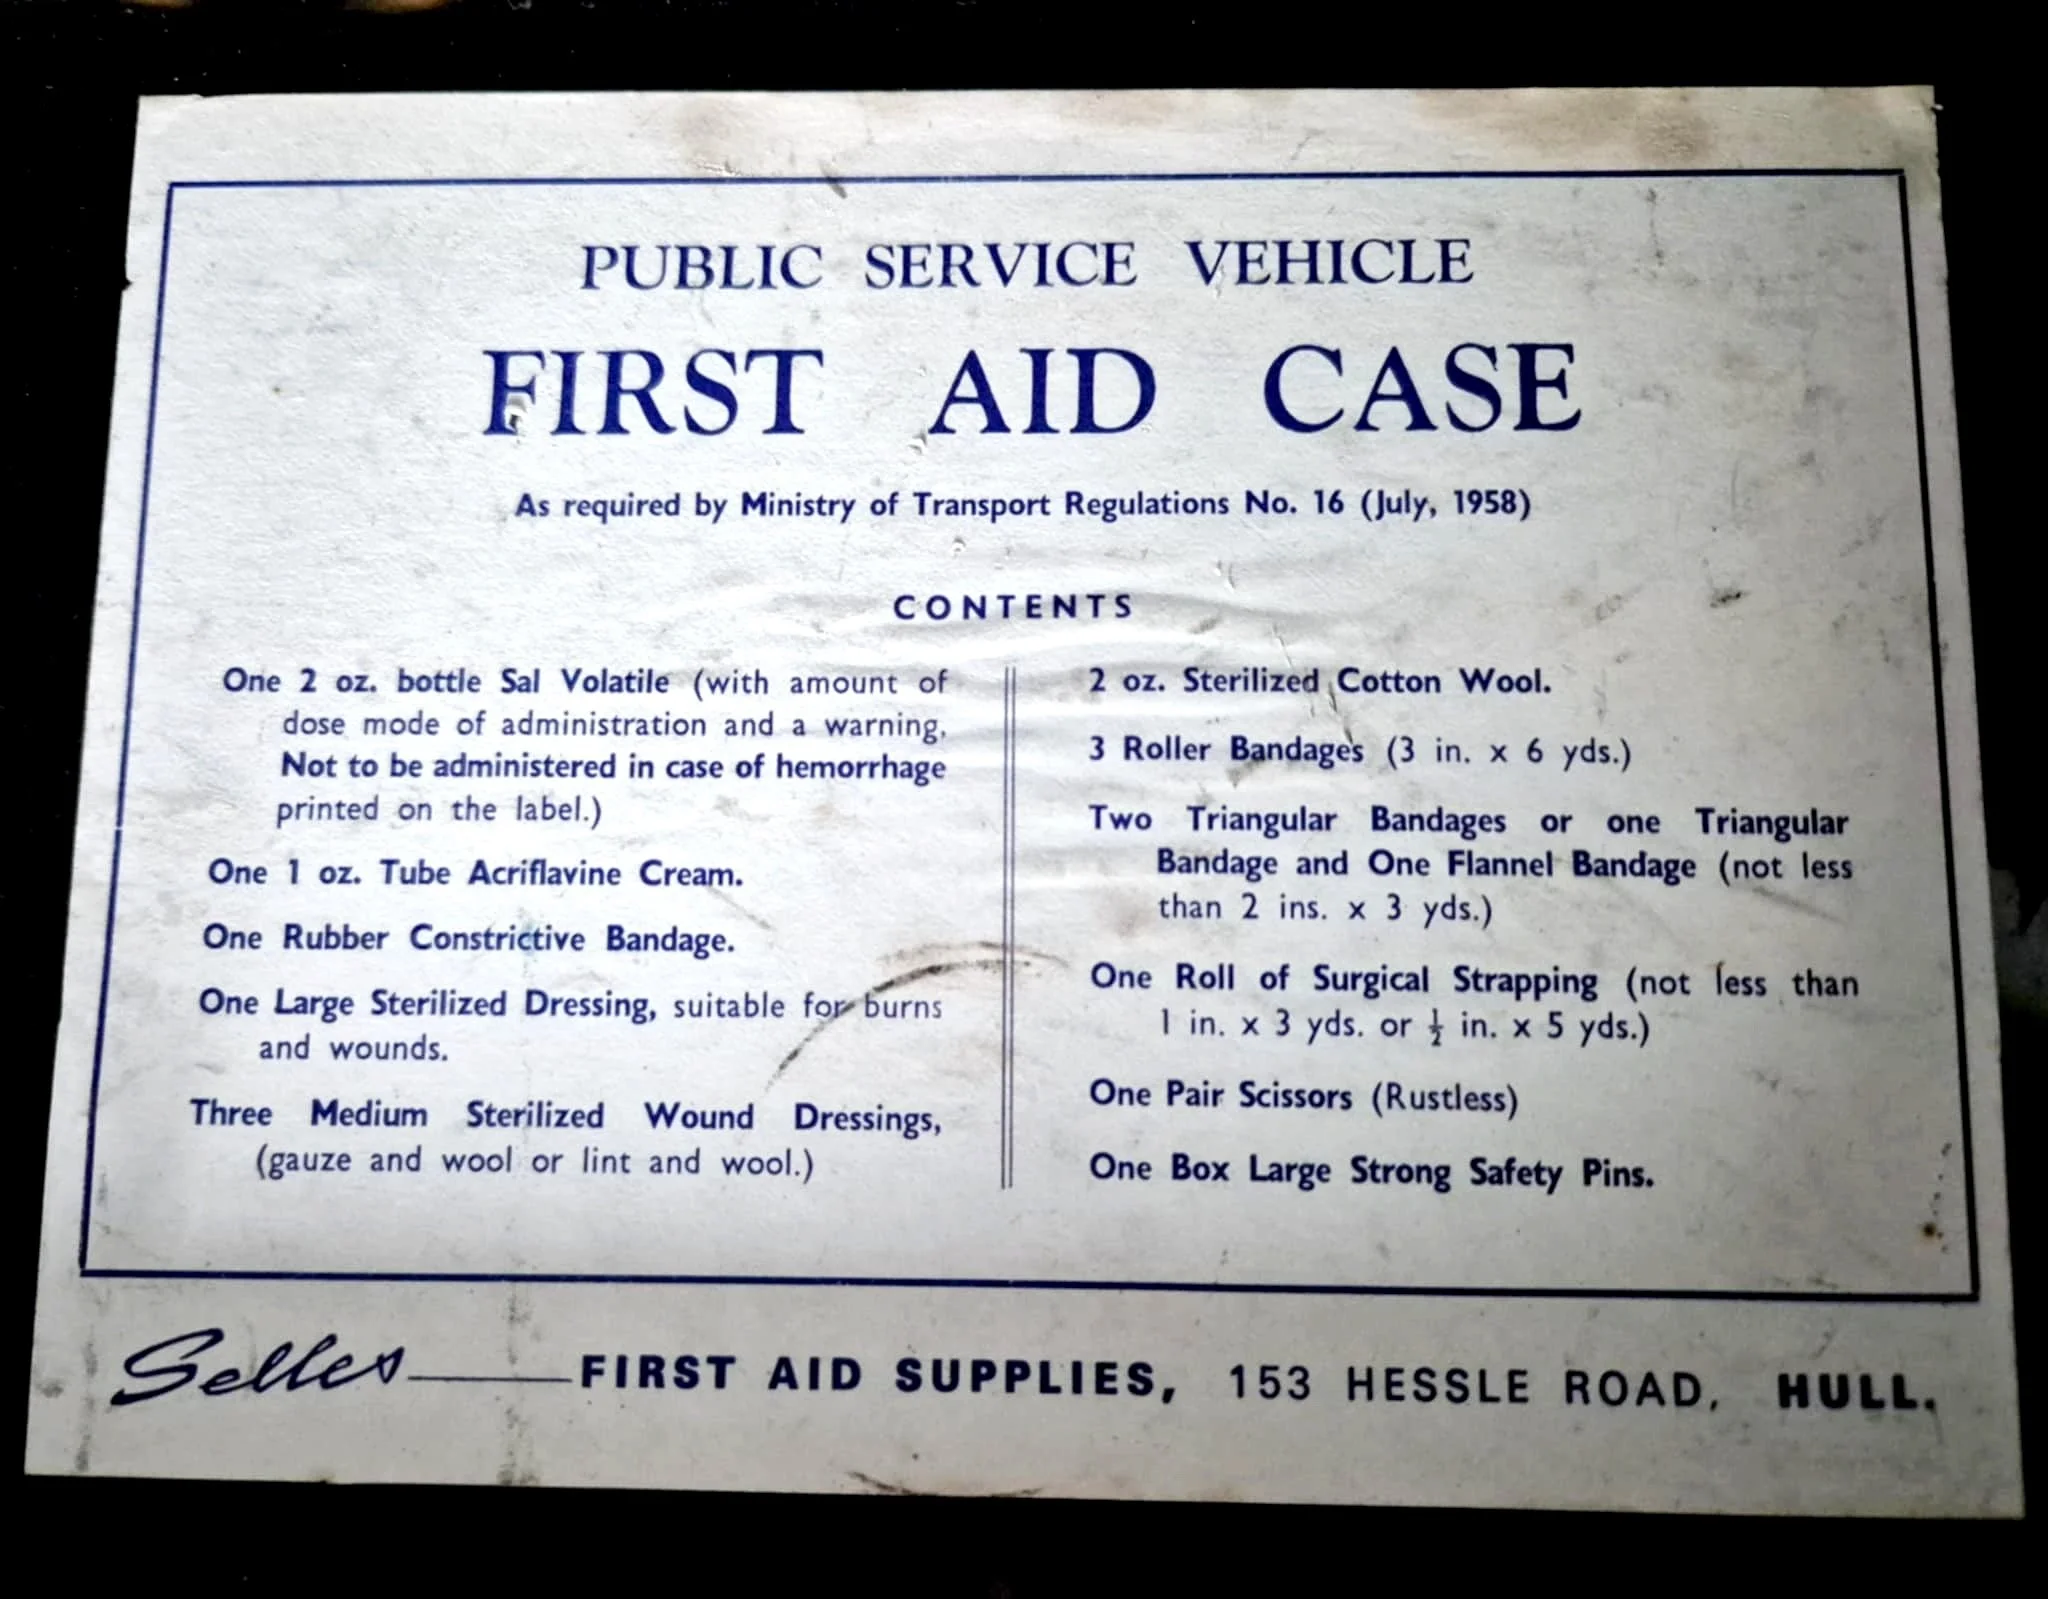 PUBLIC SERVICE VEHICLE
FIRST AID CASE
As required by Ministry of Transport Regulations No. 16 (July, 1958)
CONTENTS
One 2 oz. bottle Sal Volatile (with amount of
dose mode of administration and a warning,
Not to be administered in case of hemorrhage
printed on the label.)
One 1 oz. Tube Acriflavine Cream.
One Rubber Constrictive Bandage.
One Large Sterilized Dressing, suitable for burns
and wounds.
Three Medium Sterilized Wound Dressings,
(gauze and wool or lint and wool.)
2 oz. Sterilized Cotton Wool.
3 Roller Bandages (3 in. x 6 yds.)
Two Triangular Bandages or one Triangular
Bandage and One Flannel Bandage (not less
than 2 ins. x 3 yds.)
One Roll of Surgical Strapping (not less than
1 in. x 3 yds. or ½ in. x 5 yds.)
One Pair Scissors (Rustless)
One Box Large Strong Safety Pins.
Selles FIRST AID SUPPLIES, 153 HESSLE ROAD, HULL.